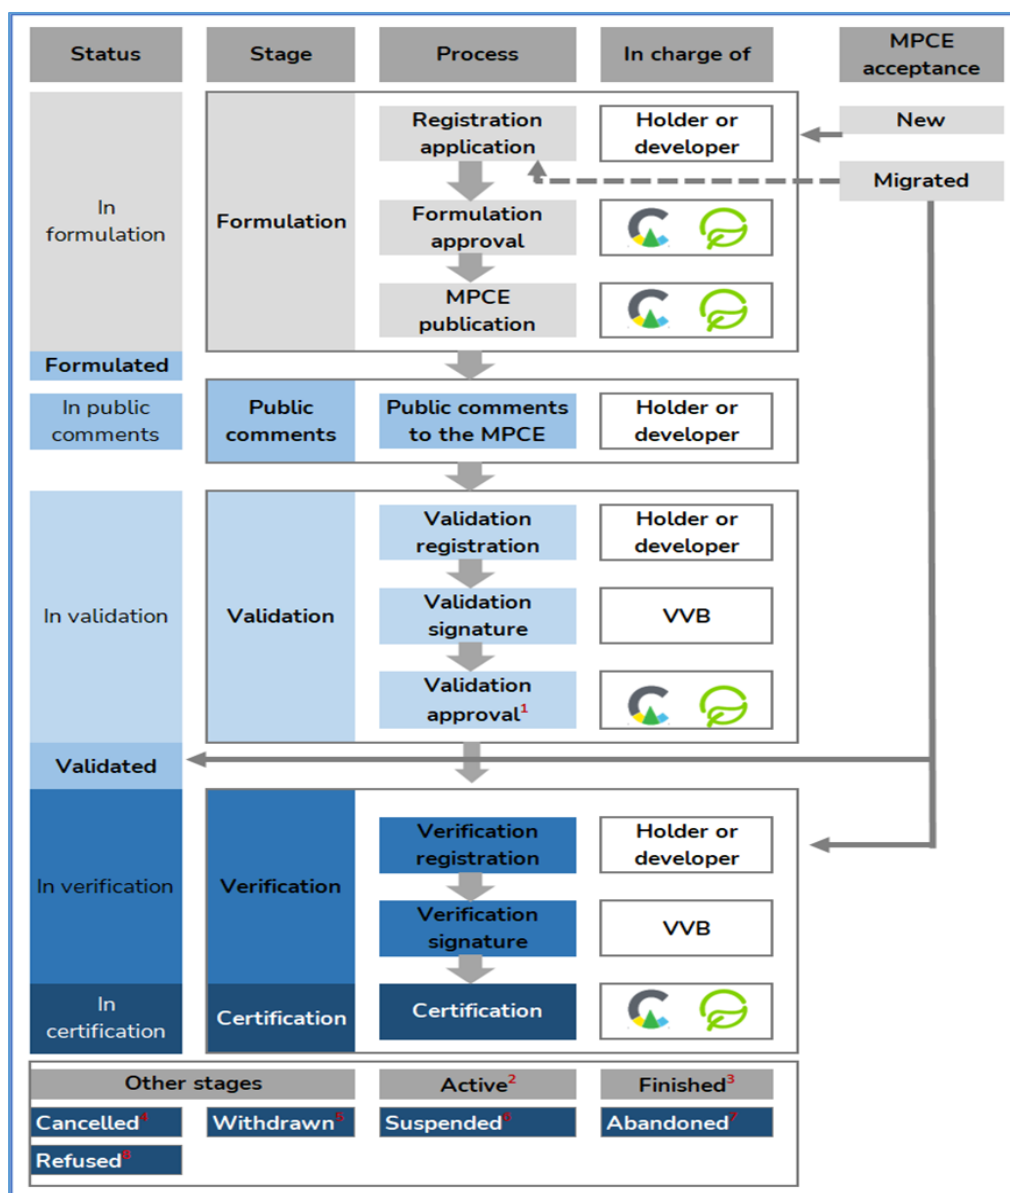 Status
Stage
Process
In charge of
MPCE
acceptance
Registration
application
Holder or
developer
New
Migrated
In
formulation
Formulation
Formulation
approval
MPCE
publication
Formulated
In public
comments
Public
comments
Public comments
to the MPCE
Holder or
developer
Validation
registration
Holder or
developer
In validation
Validation
Validation
signature
VVB
Validation
approval1
Validated
Verification
registration
Holder or
developer
In verification
Verification
Verification
signature
VVB
In
certification
Certification
Certification
Other stages
Active2
Finished3
Cancelled4
Withdrawn5
Suspended6
Abandoned7
Refused8